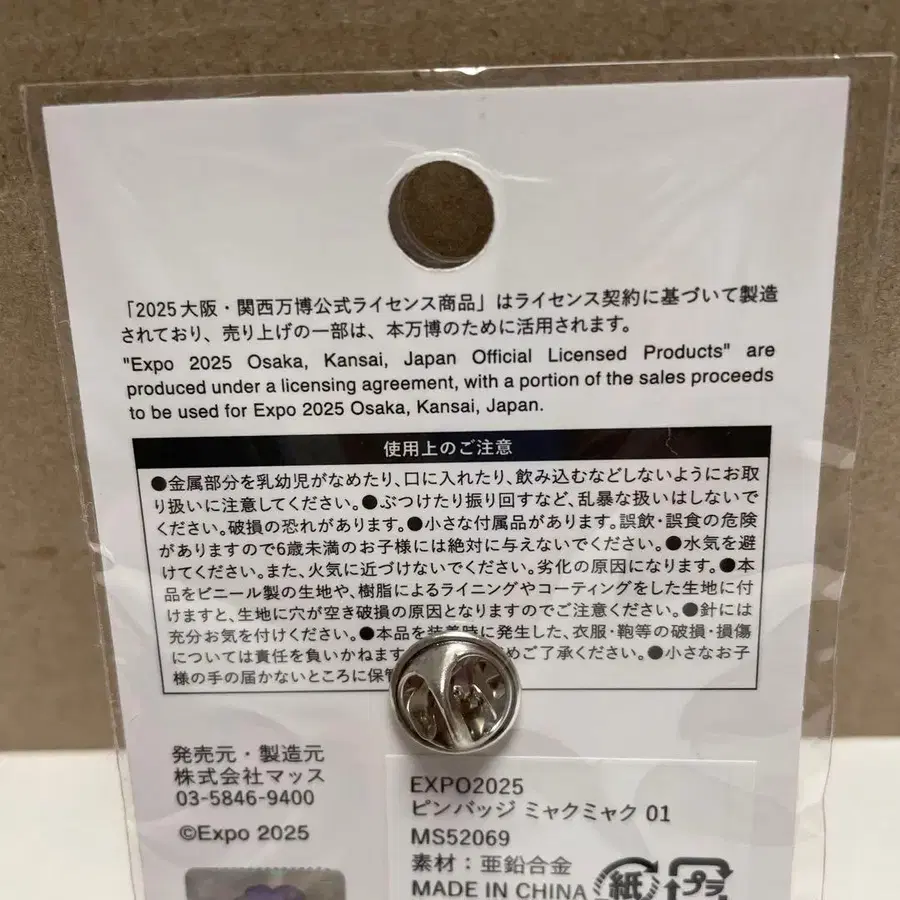 「2025大阪・関西万博公式ライセンス商品」はライセンス契約に基づいて製造
されており、売り上げの一部は、本万博のために活用されます。
"Expo 2025 Osaka, Kansai, Japan Official Licensed Products" are
produced under a licensing agreement, with a portion of the sales proceeds
to be used for Expo 2025 Osaka, Kansai, Japan.
使用上のご注意
●金属部分を乳幼児がなめたり、口に入れたり、飲み込むなどしないようにお取
り扱いに注意してください。●ぶつけたり振り回すなど、乱暴な扱いはしないで
ください。破損の恐れがあります。●小さな付属品があります。誤飲・誤食の危険
がありますので6歳未満のお子様には絶対に与えないでください。●水気を避
けてください。また、火気に近づけないでください。劣化の原因になります。●本
品をビニール製の生地や、樹脂によるライニングやコーティングをした生地に付
けますと、生地に穴が空き破損の原因となりますのでご注意ください。●針には
充分お気を付けください。●本品を装着時に発生した、衣服・鞄等の破損・損傷
については責任を負いかねます めご了承ください。●小さなお子
様の手の届かないところに保
発売元・製造元
株式会社マッス
03-5846-9400
©Expo 2025
EXPO2025
ピンバッジ ミャクミャク 01
MS52069
素材：亜鉛合金
MADE IN CHINA 紙 プラ